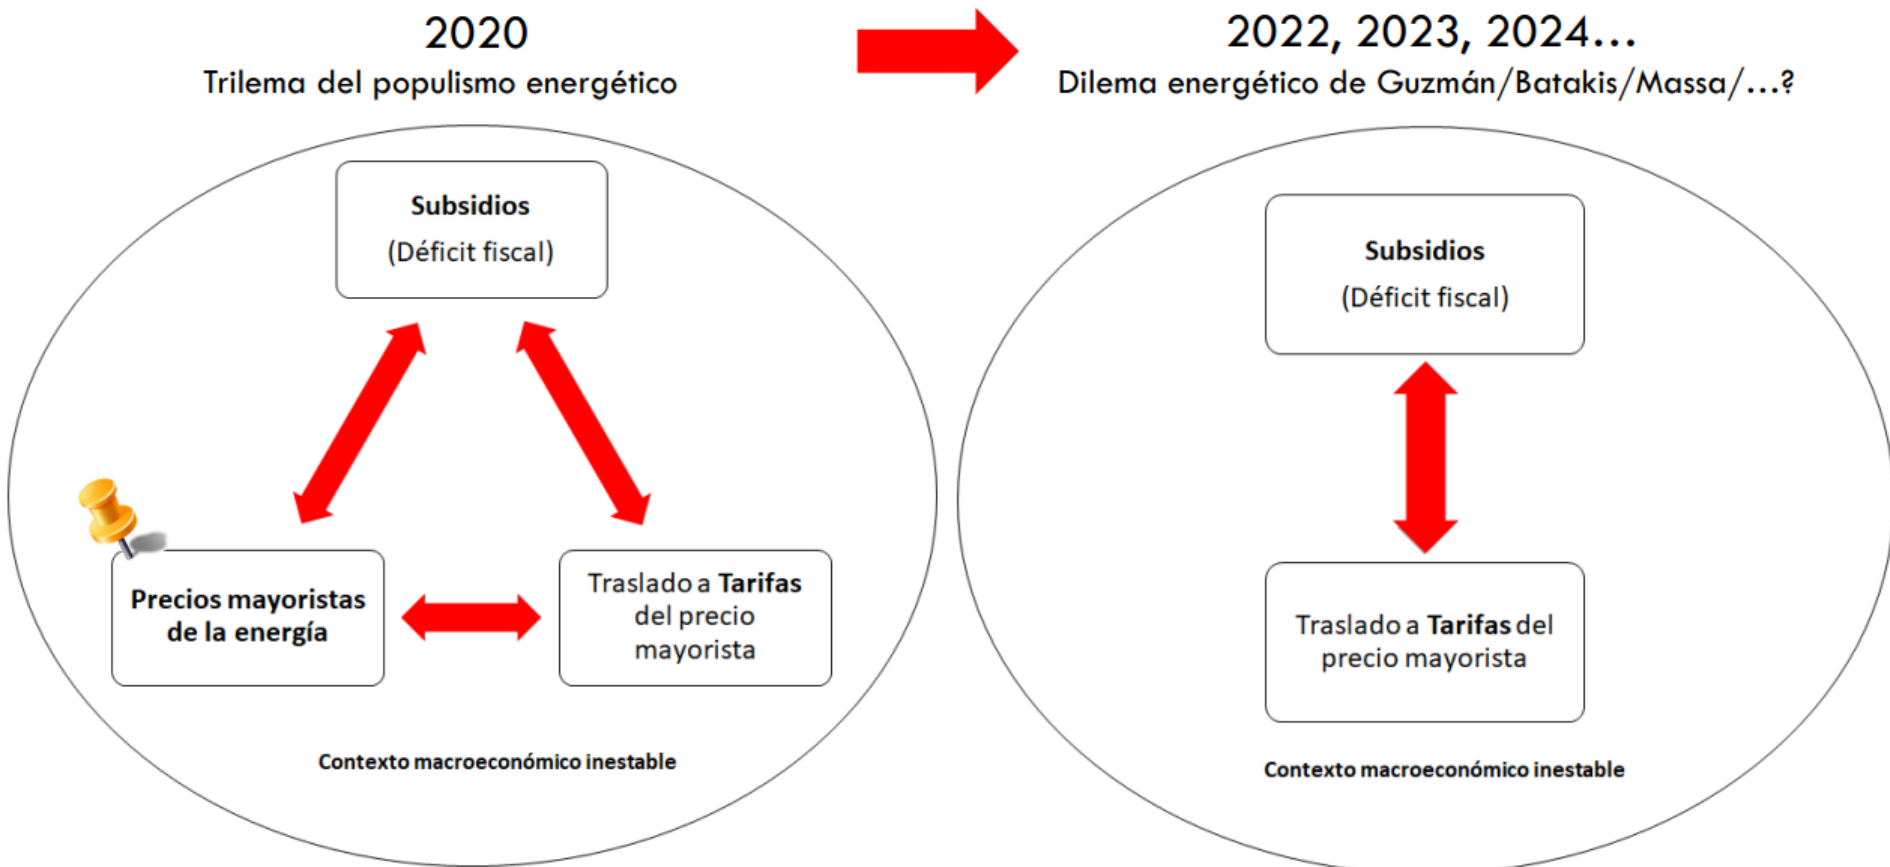 2020
Trilema del populismo energético
Subsidios
(Déficit fiscal)
Precios mayoristas
de la energía
Traslado a Tarifas
del precio
mayorista
Contexto macroeconómico inestable
2022, 2023, 2024...
Dilema energético de Guzmán/Batakis/Massa/...?
Subsidios
(Déficit fiscal)
Traslado a Tarifas del
precio mayorista
Contexto macroeconómico inestable